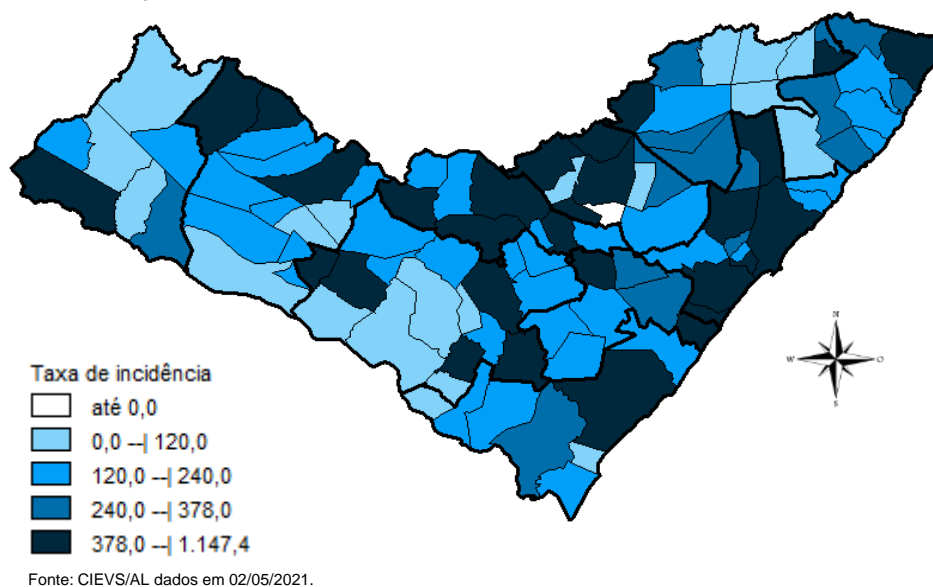 N
W
O
S
Taxa de incidência
até 0,0
0,0 --| 120,0
120,0 --| 240,0
240,0 --| 378,0
378,0 --| 1.147,4
Fonte: CIEVS/AL dados em 02/05/2021.